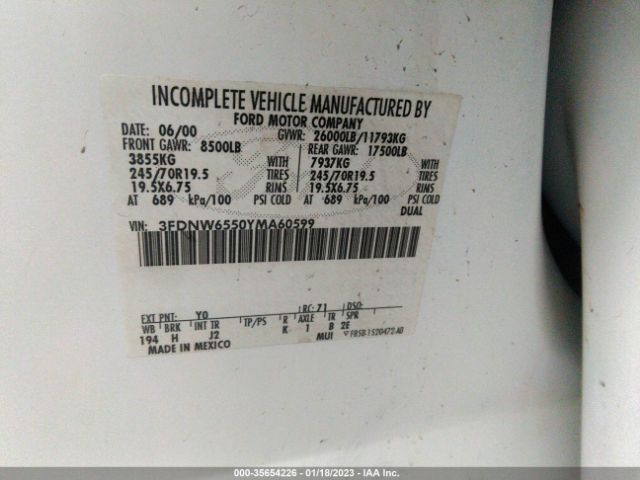 INCOMPLETE VEHICLE MANUFACTURED BY
FORD MOTOR COMPANY
DATE: 06/00 GVWR: 26000LB/11793KG
FRONT GAWR: 8500LB REAR GAWR: 17500LB
3855KG WITH 7937KG WITH
245/70R19.5 TIRES 245/70R19.5 TIRES
19.5X6.75 RIMS 19.5X6.75 RIMS
AT 689 kPa/100 PSI COLD AT 689 kPa/100 PSI COLD
DUAL
VIN: 3FDNW6550YMA60599
EXT PNT: Y0 RC: 71 DSO:
WB BRK INT TR TP/PS R AXLE TR SPR
194 H J2 K 1 B 2E
MADE IN MEXICO MUI F85B-1520472-AB
000-35654226 - 01/18/2023 - IAA Inc.